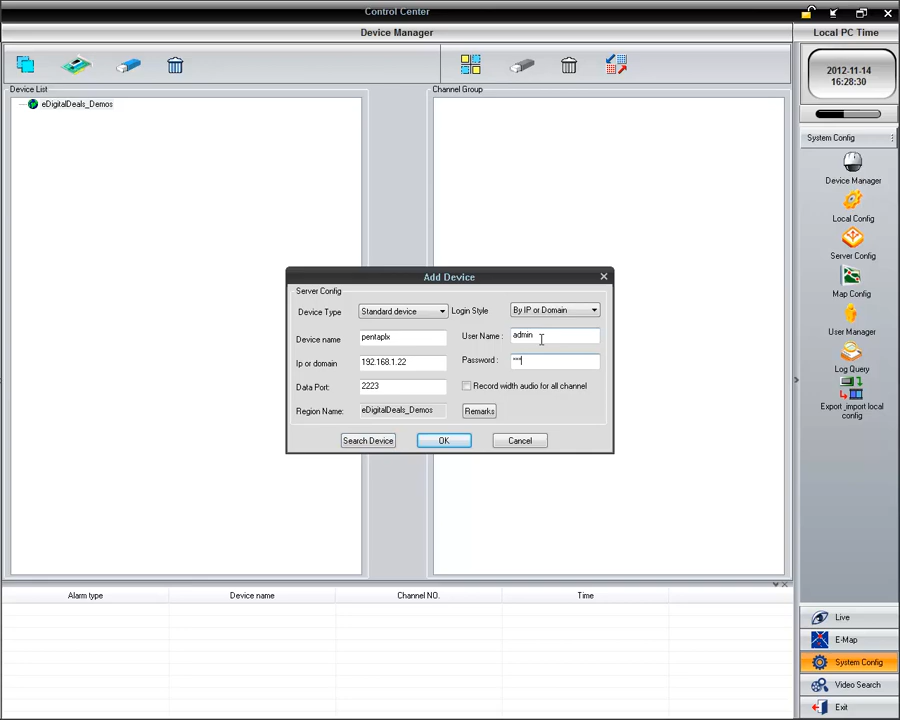 Control Center
Device Manager
Local PC Time
2012-11-14
16:28:30
Device List
Channel Group
eDigitalDeals_Demos
System Config
Device Manager
Local Config
Server Config
Map Config
User Manager
Log Query
Export_import local
config
Add Device
Server Config
Device Type
Standard device
Login Style
By IP or Domain
Device name
pentaplx
User Name :
admin
Ip or domain
192.168.1.22
Password :
***
Data Port:
2223
Record width audio for all channel
Region Name:
eDigitalDeals_Demos
Remarks
Search Device
OK
Cancel
Alarm type
Device name
Channel NO.
Time
Live
E-Map
System Config
Video Search
Exit